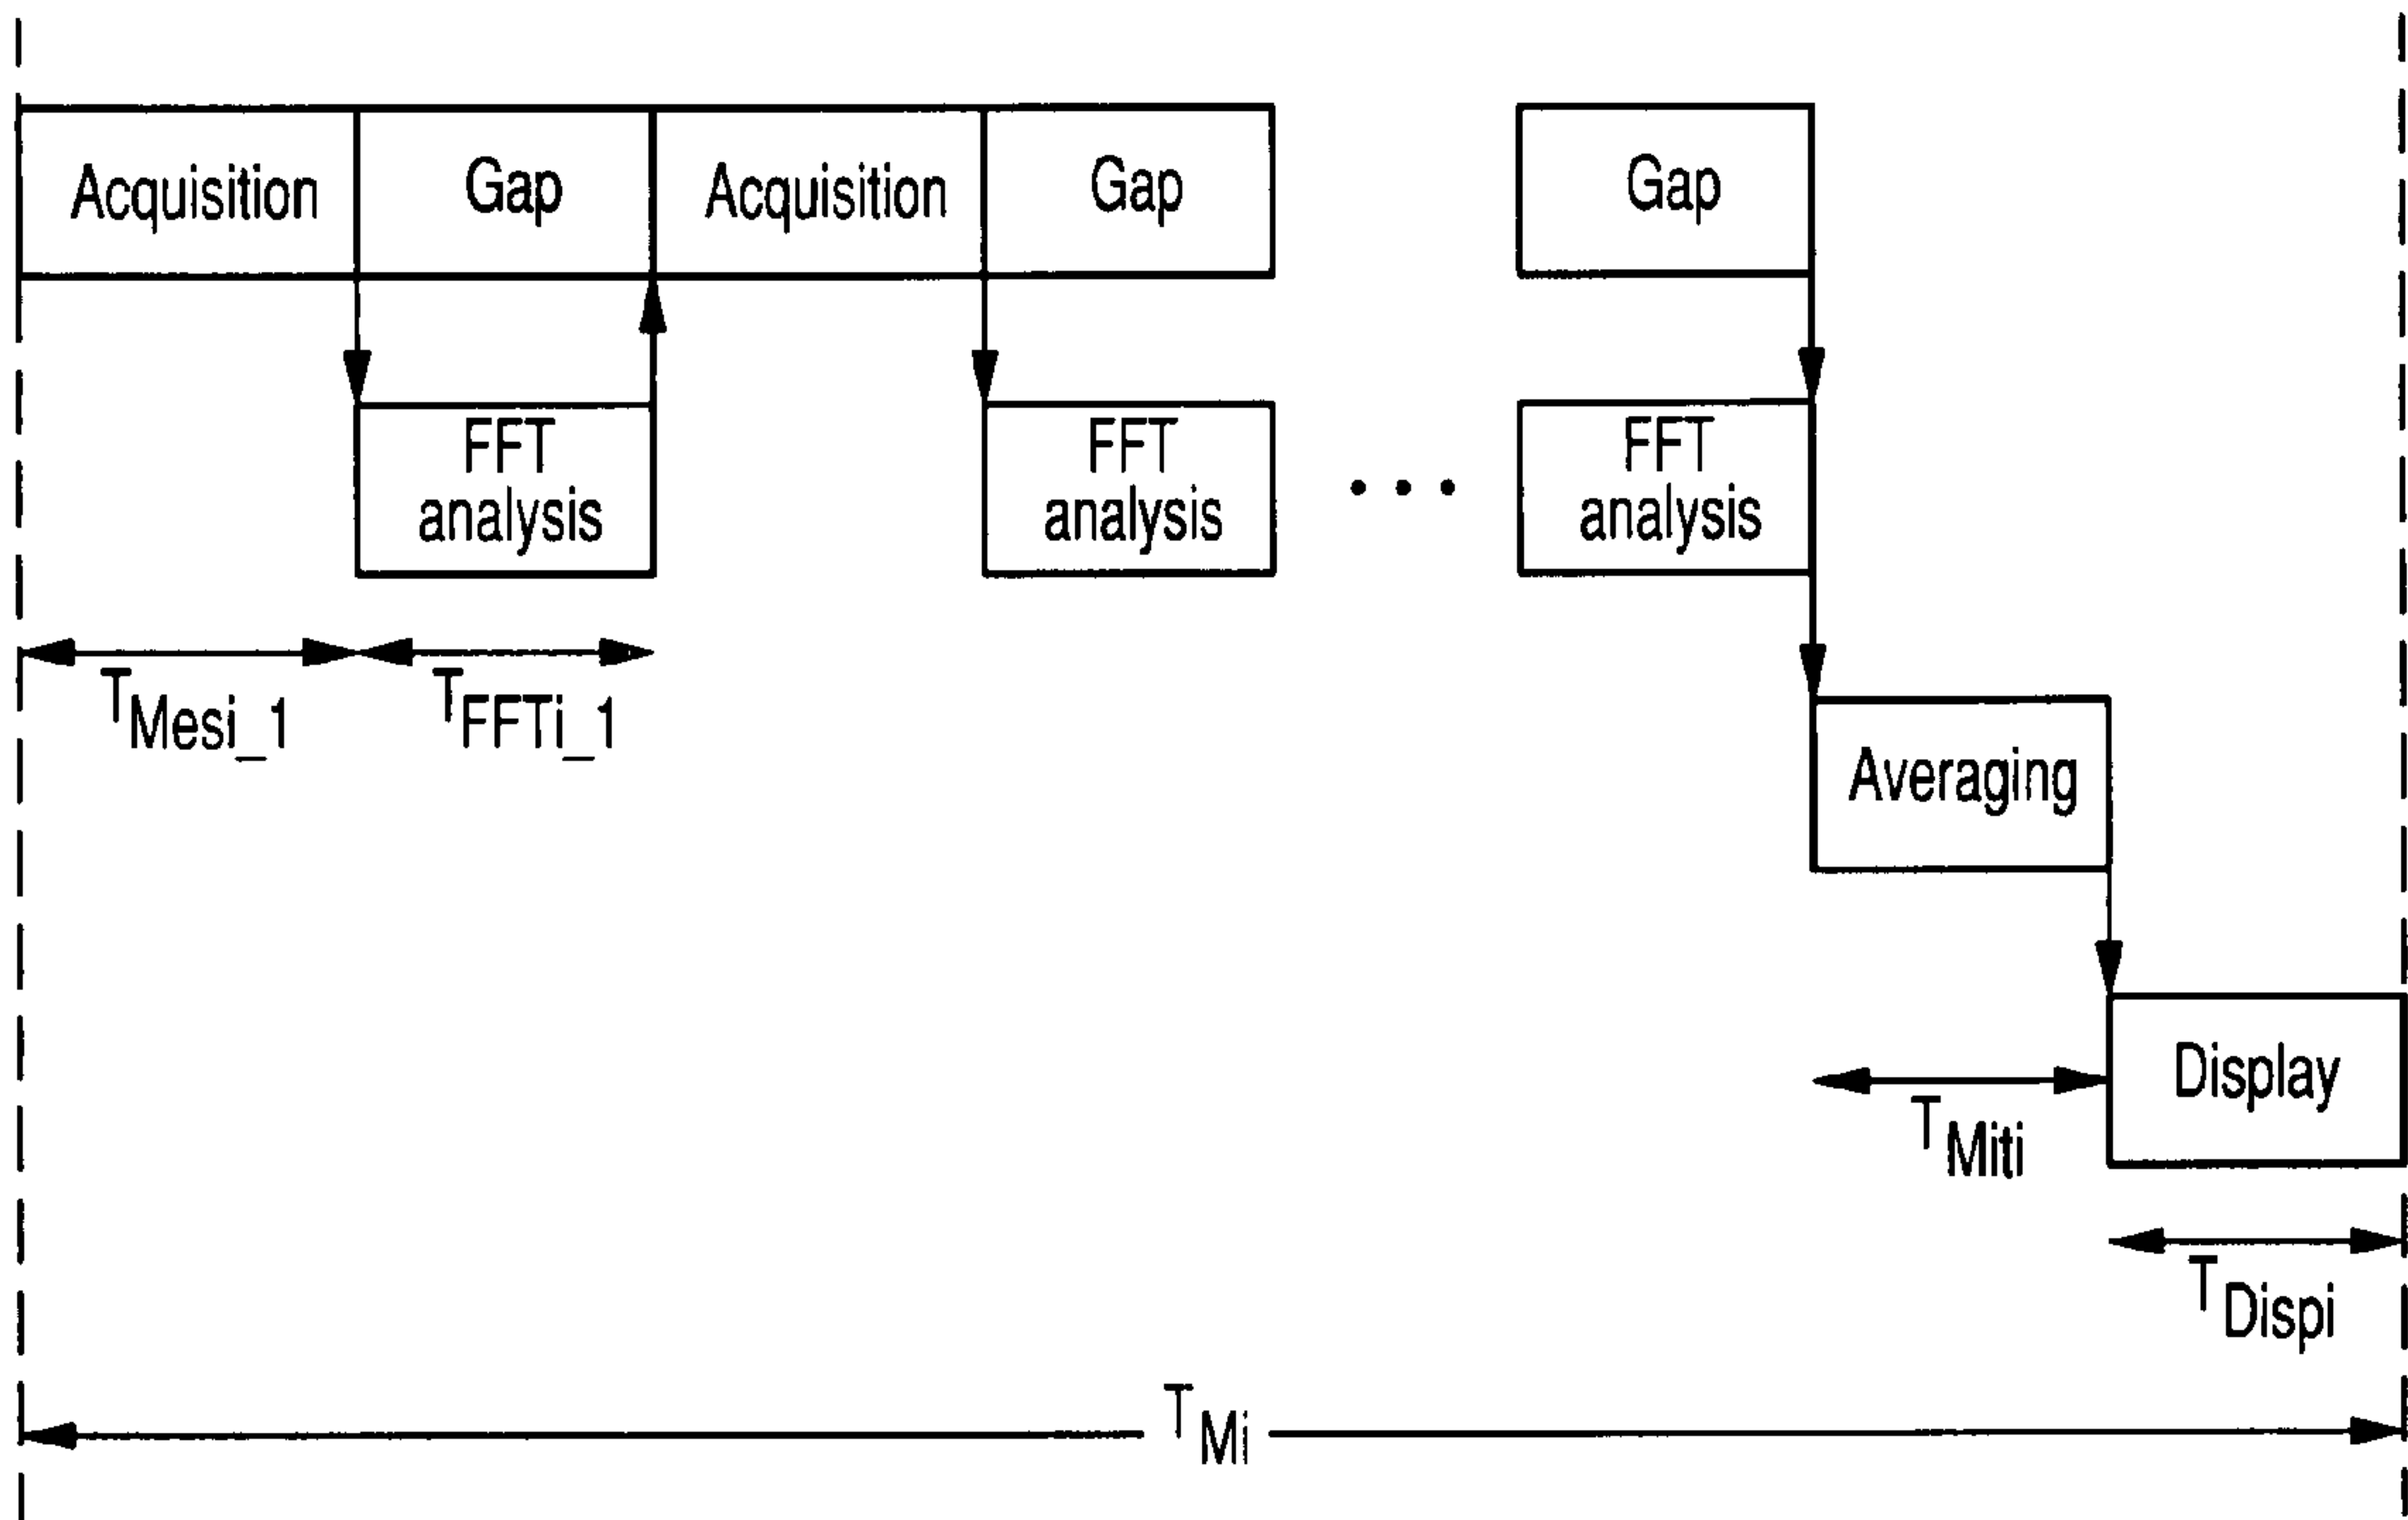 Acquisition Gap Acquisition Gap Gap
FFT analysis
FFT analysis
• • •
FFT analysis
TMesi_1
TFFTi_1
Averaging
TMiti
Display
TDispi
TMi